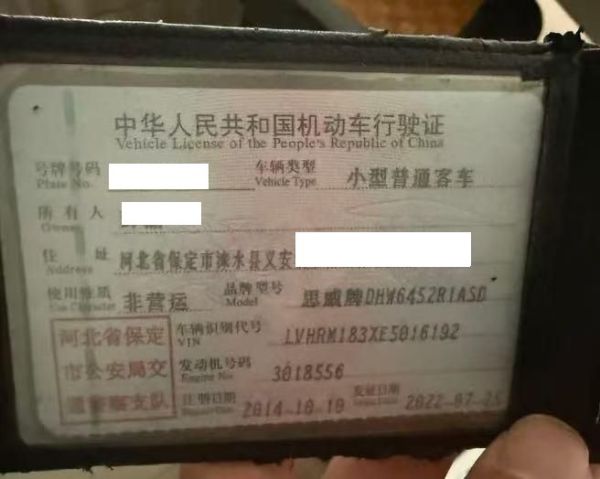 中华人民共和国机动车行驶证
Vehicle License of the People's Republic of China
号牌号码 车辆类型 小型普通客车
Plate No. Vehicle Type
所有人
Owner
住址 河北省保定市涞水县义安
Address
使用性质 非营运 品牌型号 思威牌DHW6452R1ASD
Use Character Model
河北省保定 车辆识别代号 LVHRM183XE5016192
VIN
市公安局交 发动机号码 3018556
Engine No.
通警察支队 注册日期 2014-10-10 发证日期 2022-07-25